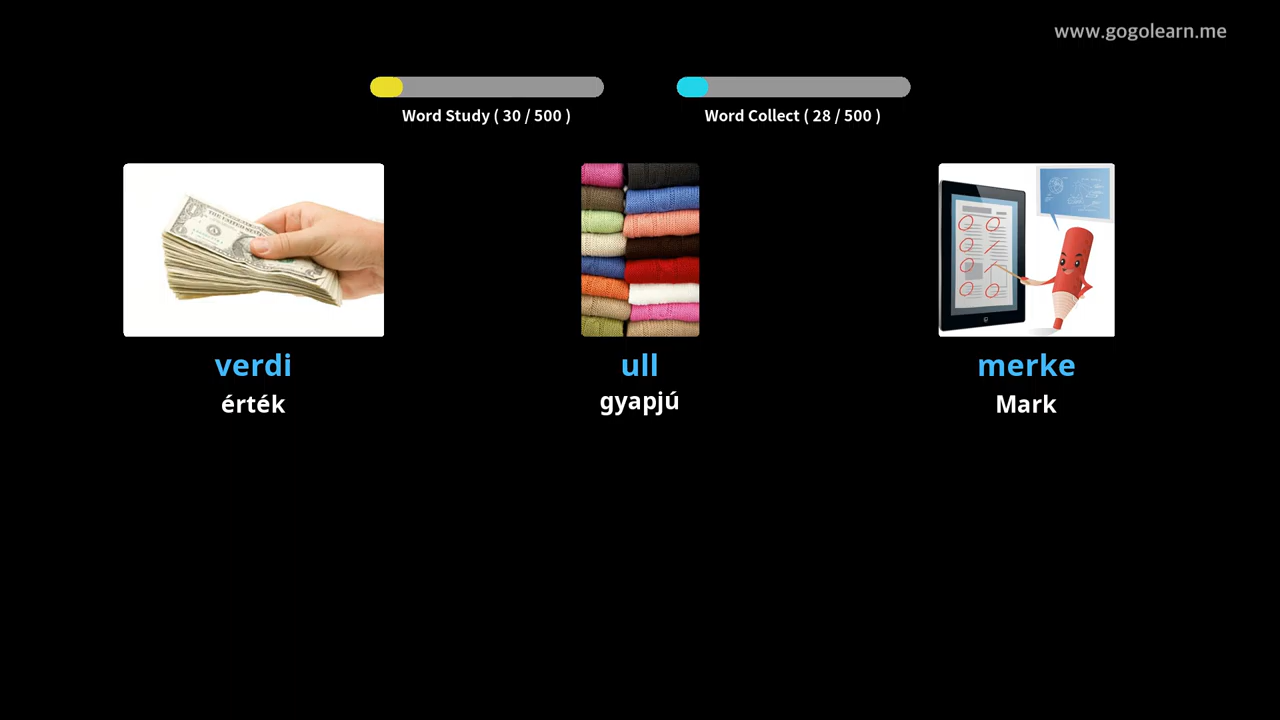 www.gogolearn.me
Word Study ( 30 / 500 )
Word Collect ( 28 / 500 )
verdi
ull
merke
érték
gyapjú
Mark